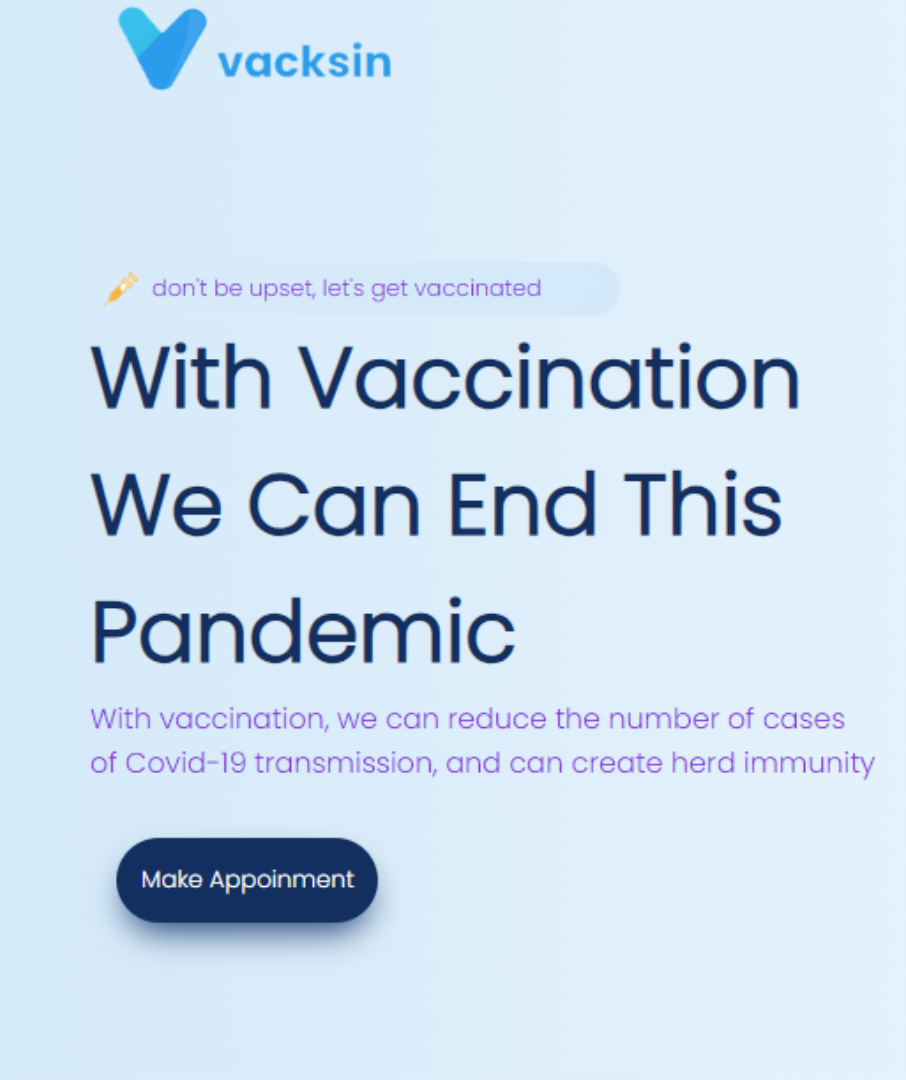 vacksin
don't be upset, let's get vaccinated
With Vaccination
We Can End This
Pandemic
With vaccination, we can reduce the number of cases
of Covid-19 transmission, and can create herd immunity
Make Appoinment